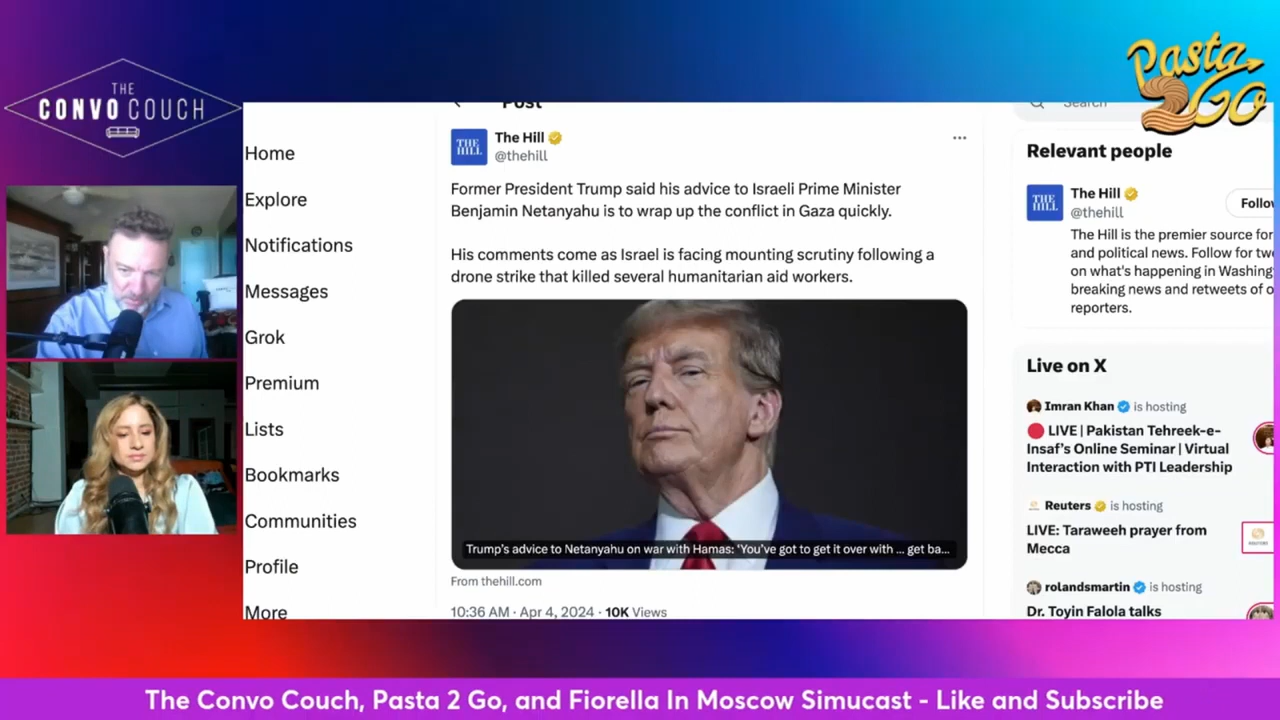 THE
CONVO COUCH
Pasta
2 GO
Post
Search
Home
Explore
Notifications
Messages
Grok
Premium
Lists
Bookmarks
Communities
Profile
More
THE
HILL
The Hill
@thehill
Former President Trump said his advice to Israeli Prime Minister
Benjamin Netanyahu is to wrap up the conflict in Gaza quickly.
His comments come as Israel is facing mounting scrutiny following a
drone strike that killed several humanitarian aid workers.
Trump's advice to Netanyahu on war with Hamas: 'You've got to get it over with ... get ba...
From thehill.com
10:36 AM · Apr 4, 2024 · 10K Views
Relevant people
THE
HILL
The Hill
@thehill
Follow
The Hill is the premier source for
and political news. Follow for tw
on what's happening in Washing
breaking news and retweets of o
reporters.
Live on X
Imran Khan is hosting
LIVE | Pakistan Tehreek-e-
Insaf's Online Seminar | Virtual
Interaction with PTI Leadership
Reuters is hosting
LIVE: Taraweeh prayer from
Mecca
rolandsmartin is hosting
Dr. Toyin Falola talks
The Convo Couch, Pasta 2 Go, and Fiorella In Moscow Simucast - Like and Subscribe